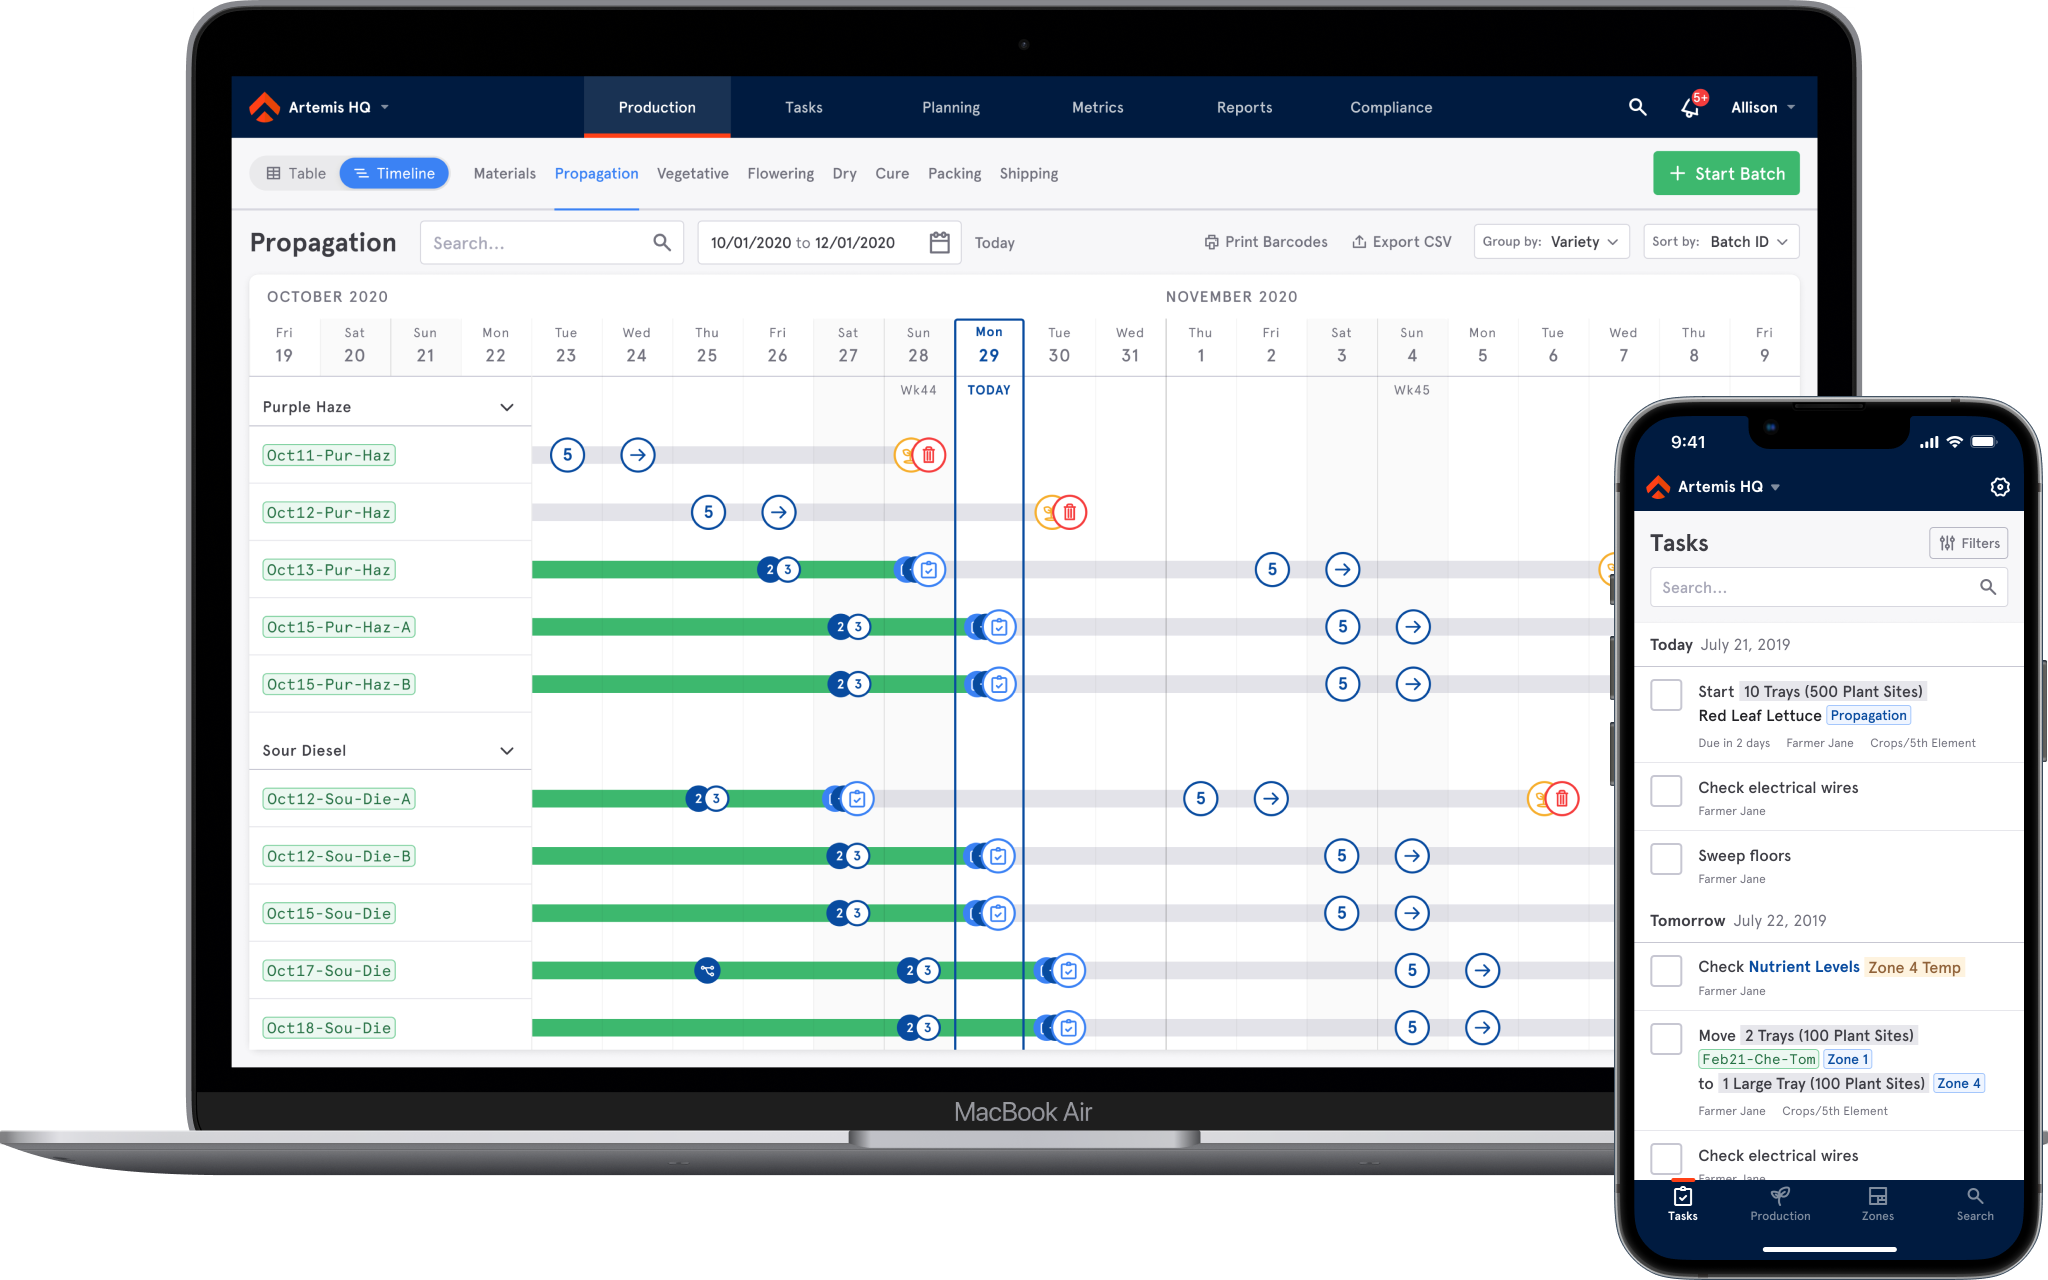 Artemis HQ
Production
Tasks
Planning
Metrics
Reports
Compliance
5+
Allison
Table
Timeline
Materials
Propagation
Vegetative
Flowering
Dry
Cure
Packing
Shipping
+ Start Batch
Propagation
Search...
10/01/2020 to 12/01/2020
Today
Print Barcodes
Export CSV
Group by: Variety
Sort by: Batch ID
OCTOBER 2020
NOVEMBER 2020
Fri Sat Sun Mon Tue Wed Thu Fri Sat Sun Mon Tue Wed Thu Fri Sat Sun Mon Tue Wed Thu Fri
19 20 21 22 23 24 25 26 27 28 29 30 31 1 2 3 4 5 6 7 8 9
Wk44 TODAY Wk45
Purple Haze
Oct11-Pur-Haz 5
Oct12-Pur-Haz 5
Oct13-Pur-Haz 2 3 5
Oct15-Pur-Haz-A 2 3 5
Oct15-Pur-Haz-B 2 3 5
Sour Diesel
Oct12-Sou-Die-A 2 3 5
Oct12-Sou-Die-B 2 3 5
Oct15-Sou-Die 2 3 5
Oct17-Sou-Die 2 3 5
Oct18-Sou-Die 2 3 5
MacBook Air
9:41
Artemis HQ
Tasks
Filters
Search...
Today July 21, 2019
Start 10 Trays (500 Plant Sites)
Red Leaf Lettuce Propagation
Due in 2 days Farmer Jane Crops/5th Element
Check electrical wires
Farmer Jane
Sweep floors
Farmer Jane
Tomorrow July 22, 2019
Check Nutrient Levels Zone 4 Temp
Farmer Jane
Move 2 Trays (100 Plant Sites)
Feb21-Che-Tom Zone 1
to 1 Large Tray (100 Plant Sites) Zone 4
Farmer Jane Crops/5th Element
Check electrical wires
Farmer Jane
Tasks
Production
Zones
Search